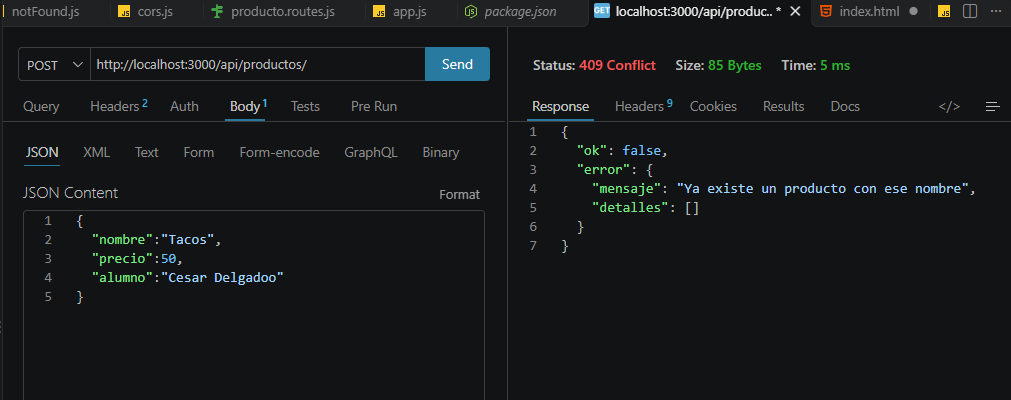 notFound.js
JS cors.js
producto.routes.js
JS app.js
package.json
GET localhost:3000/api/produc.. *
index.html
JS
POST
http://localhost:3000/api/productos/
Send
Query
Headers 2
Auth
Body 1
Tests
Pre Run
JSON
XML
Text
Form
Form-encode
GraphQL
Binary
JSON Content
Format
1 {
2 "nombre":"Tacos",
3 "precio":50,
4 "alumno":"Cesar Delgadoo"
5 }
Status: 409 Conflict Size: 85 Bytes Time: 5 ms
Response
Headers 9
Cookies
Results
Docs
</>
1 {
2 "ok": false,
3 "error": {
4 "mensaje": "Ya existe un producto con ese nombre",
5 "detalles": []
6 }
7 }